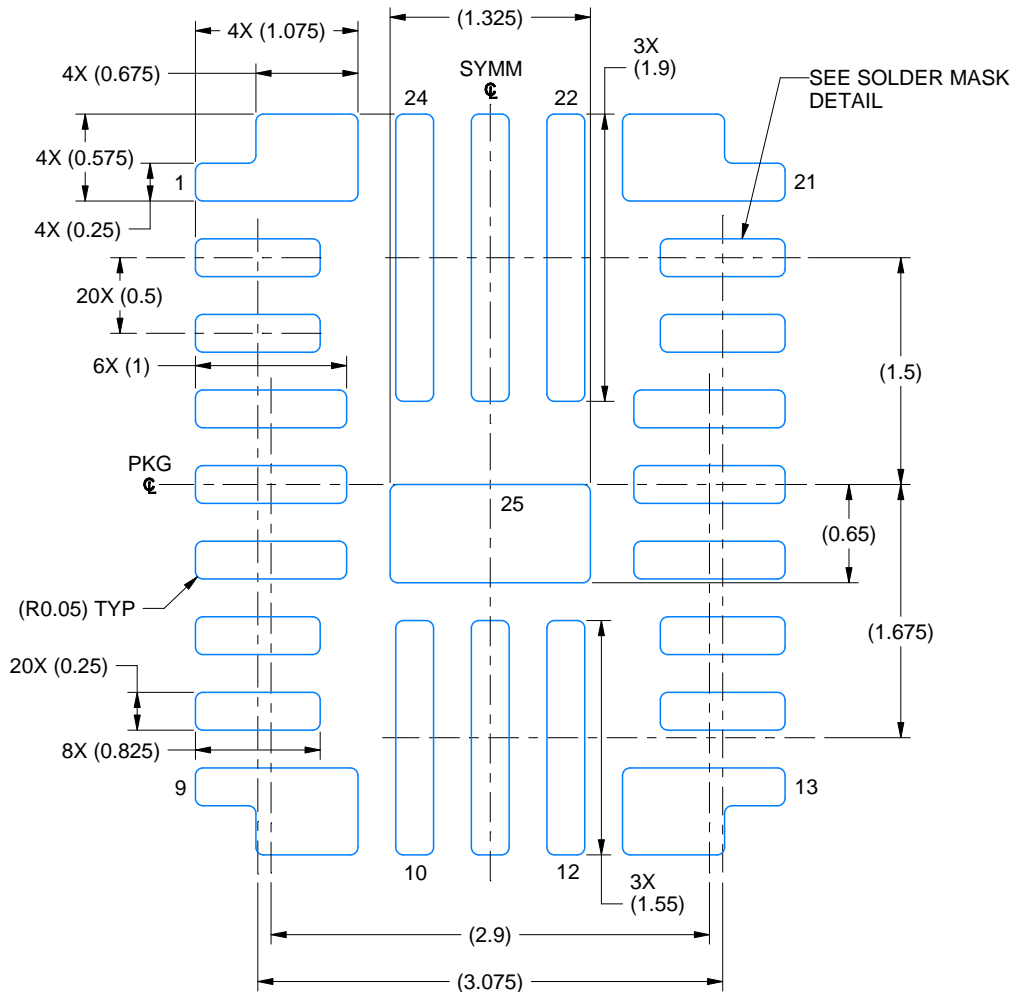 (1.325)
4X (1.075)
3X
(1.9)
4X (0.675)
SYMM
℄
SEE SOLDER MASK
DETAIL
24
22
4X (0.575)
1
21
4X (0.25)
20X (0.5)
6X (1)
(1.5)
PKG
℄
25
(0.65)
(R0.05) TYP
(1.675)
20X (0.25)
8X (0.825)
9
13
10
12
3X
(1.55)
(2.9)
(3.075)